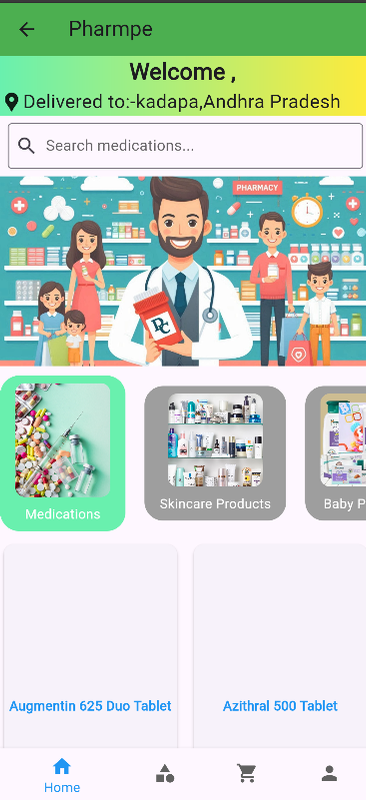 Pharmpe
Welcome ,
Delivered to:-kadapa,Andhra Pradesh
Search medications...
PHARMACY
Medications
Skincare Products
Baby P
Augmentin 625 Duo Tablet
Azithral 500 Tablet
Home